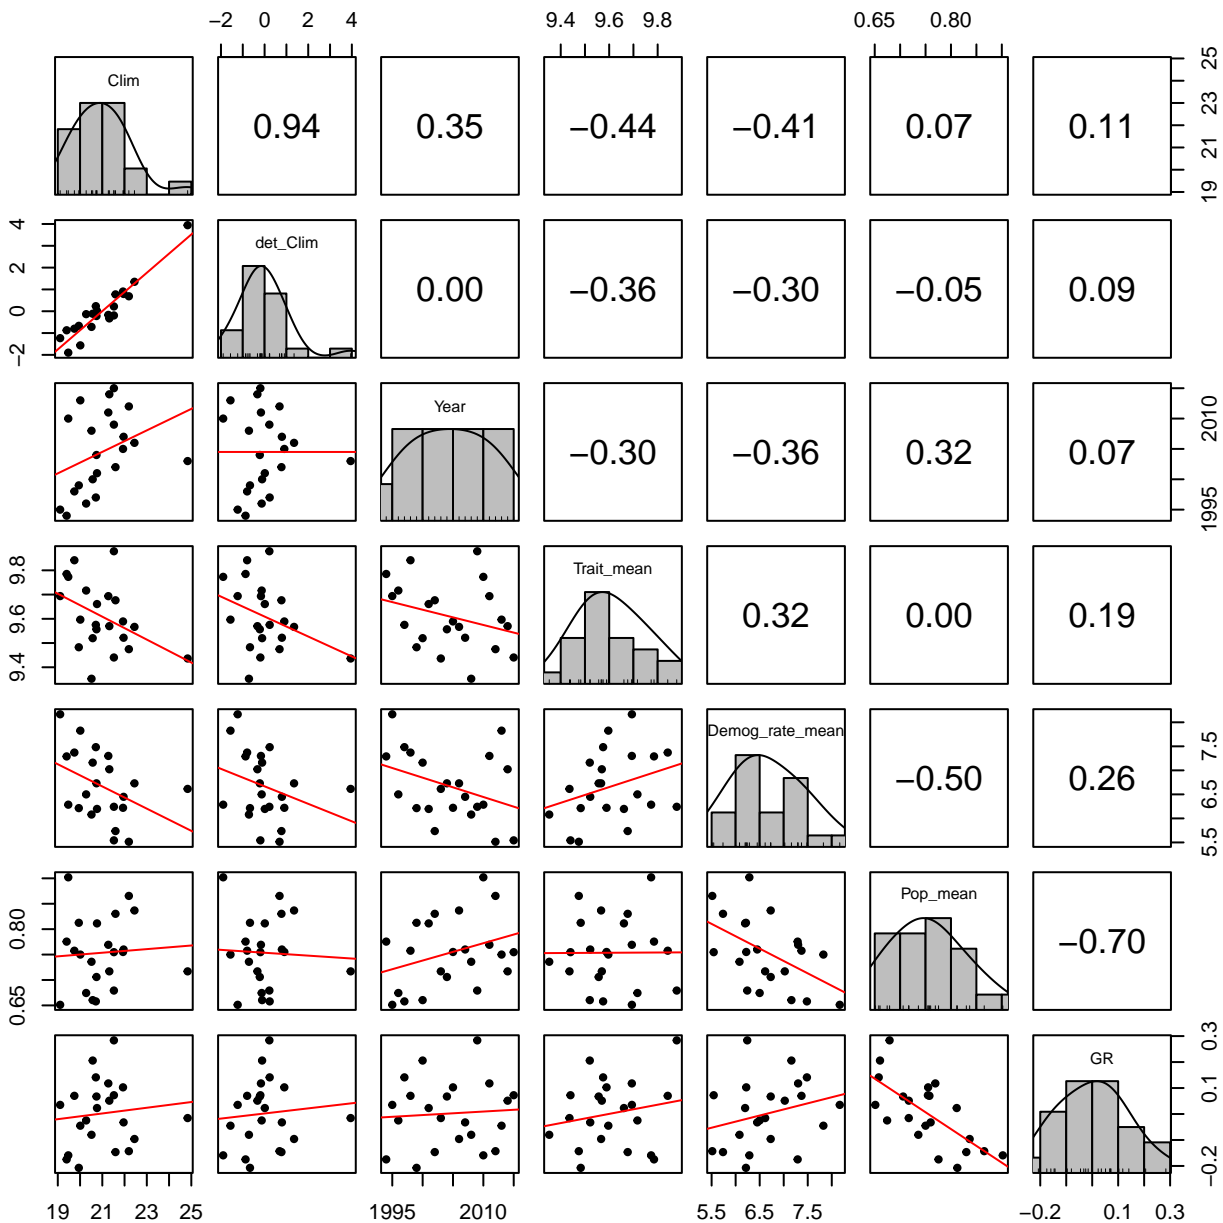 −2 0 2 4 9.4 9.6 9.8 0.65 0.80
Clim 0.94 0.35 −0.44 −0.41 0.07 0.11 19 21 23 25
−2 0 2 4 det_Clim 0.00 −0.36 −0.30 −0.05 0.09
Year −0.30 −0.36 0.32 0.07 1995 2010
9.4 9.6 9.8 Trait_mean 0.32 0.00 0.19
Demog_rate_mean −0.50 0.26 5.5 6.5 7.5
0.65 0.80 Pop_mean −0.70
GR −0.2 0.1 0.3
19 21 23 25 1995 2010 5.5 6.5 7.5 −0.2 0.1 0.3